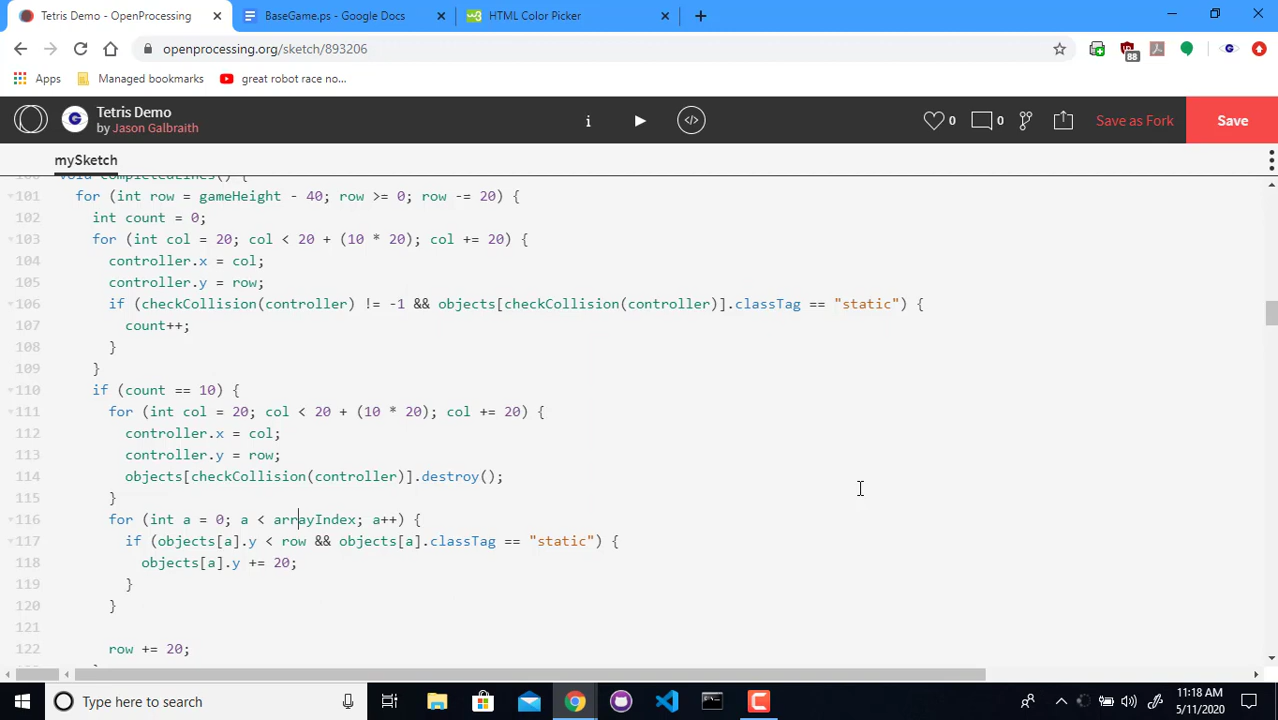 Tetris Demo - OpenProcessing
BaseGame.ps - Google Docs
HTML Color Picker
openprocessing.org/sketch/893206
88
Apps
Managed bookmarks
great robot race no...
Tetris Demo
by Jason Galbraith
0
0
Save as Fork
Save
mySketch
100 void completedLines() {
101 for (int row = gameHeight - 40; row >= 0; row -= 20) {
102 int count = 0;
103 for (int col = 20; col < 20 + (10 * 20); col += 20) {
104 controller.x = col;
105 controller.y = row;
106 if (checkCollision(controller) != -1 && objects[checkCollision(controller)].classTag == "static") {
107 count++;
108 }
109 }
110 if (count == 10) {
111 for (int col = 20; col < 20 + (10 * 20); col += 20) {
112 controller.x = col;
113 controller.y = row;
114 objects[checkCollision(controller)].destroy();
115 }
116 for (int a = 0; a < arrayIndex; a++) {
117 if (objects[a].y < row && objects[a].classTag == "static") {
118 objects[a].y += 20;
119 }
120 }
121
122 row += 20;
Type here to search
11:18 AM
5/11/2020